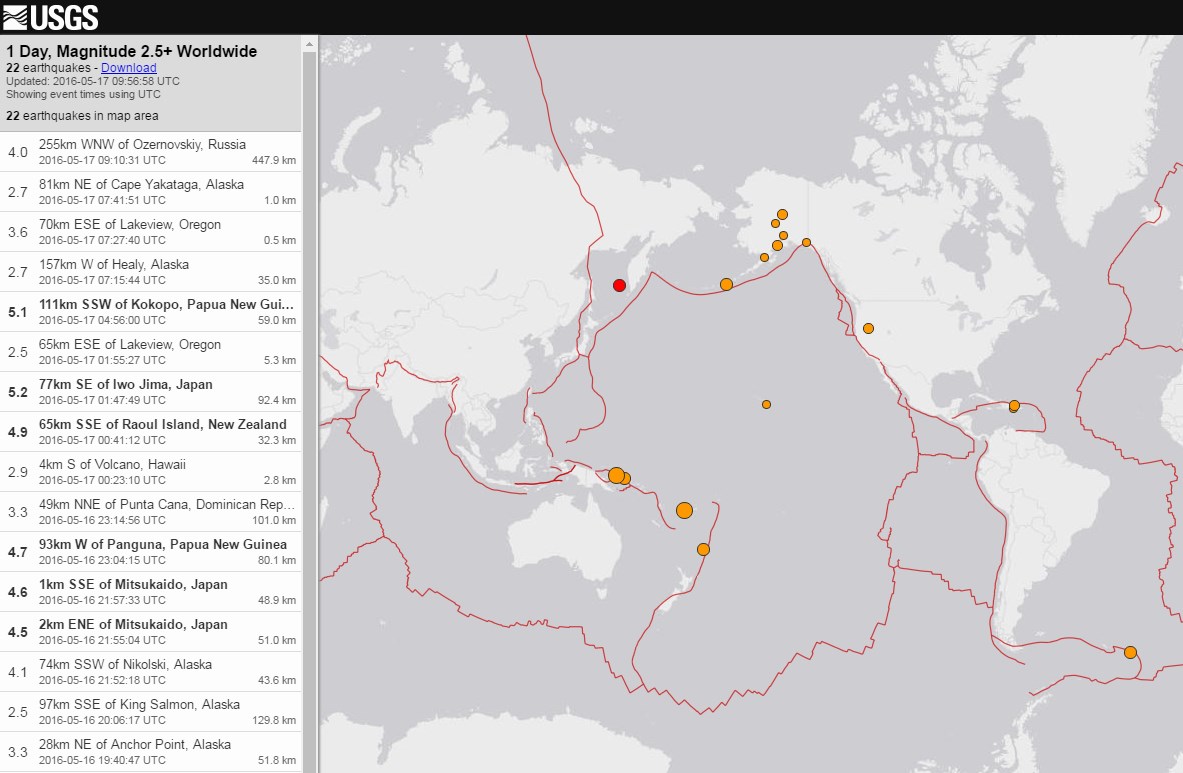 USGS
1 Day, Magnitude 2.5+ Worldwide
22 earthquakes - Download
Updated: 2016-05-17 09:56:58 UTC
Showing event times using UTC
22 earthquakes in map area
4.0 255km WNW of Ozernovskiy, Russia
2016-05-17 09:10:31 UTC 447.9 km
2.7 81km NE of Cape Yakataga, Alaska
2016-05-17 07:41:51 UTC 1.0 km
3.6 70km ESE of Lakeview, Oregon
2016-05-17 07:27:40 UTC 0.5 km
2.7 157km W of Healy, Alaska
2016-05-17 07:15:44 UTC 35.0 km
5.1 111km SSW of Kokopo, Papua New Gui...
2016-05-17 04:56:00 UTC 59.0 km
2.5 65km ESE of Lakeview, Oregon
2016-05-17 01:55:27 UTC 5.3 km
5.2 77km SE of Iwo Jima, Japan
2016-05-17 01:47:49 UTC 92.4 km
4.9 65km SSE of Raoul Island, New Zealand
2016-05-17 00:41:12 UTC 32.3 km
2.9 4km S of Volcano, Hawaii
2016-05-17 00:23:10 UTC 2.8 km
3.3 49km NNE of Punta Cana, Dominican Rep...
2016-05-16 23:14:56 UTC 101.0 km
4.7 93km W of Panguna, Papua New Guinea
2016-05-16 23:04:15 UTC 80.1 km
4.6 1km SSE of Mitsukaido, Japan
2016-05-16 21:57:33 UTC 48.9 km
4.5 2km ENE of Mitsukaido, Japan
2016-05-16 21:55:04 UTC 51.0 km
4.1 74km SSW of Nikolski, Alaska
2016-05-16 21:52:18 UTC 43.6 km
2.5 97km SSE of King Salmon, Alaska
2016-05-16 20:06:17 UTC 129.8 km
3.3 28km NE of Anchor Point, Alaska
2016-05-16 19:40:47 UTC 51.8 km